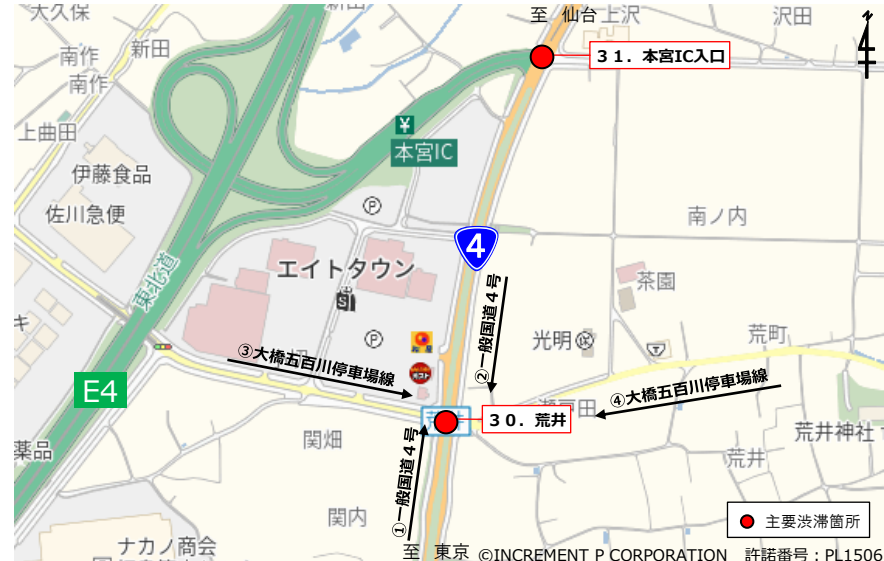 大久保
新田
至 仙台
上沢
沢田
4
南作
新田
南作
31．本宮IC入口
上曲田
伊藤食品
佐川急便
¥
本宮IC
P
南ノ内
4
東北道
エイトタウン
茶園
②一般国道4号
光明
荒町
P
③大橋五百川停車場線
E4
④大橋五百川停車場線
30．荒井
薬品
関畑
荒井神社
荒井
①一般国道4号
関内
主要渋滞箇所
ナカノ商会
至 東京
©INCREMENT P CORPORATION 許諾番号：PL1506